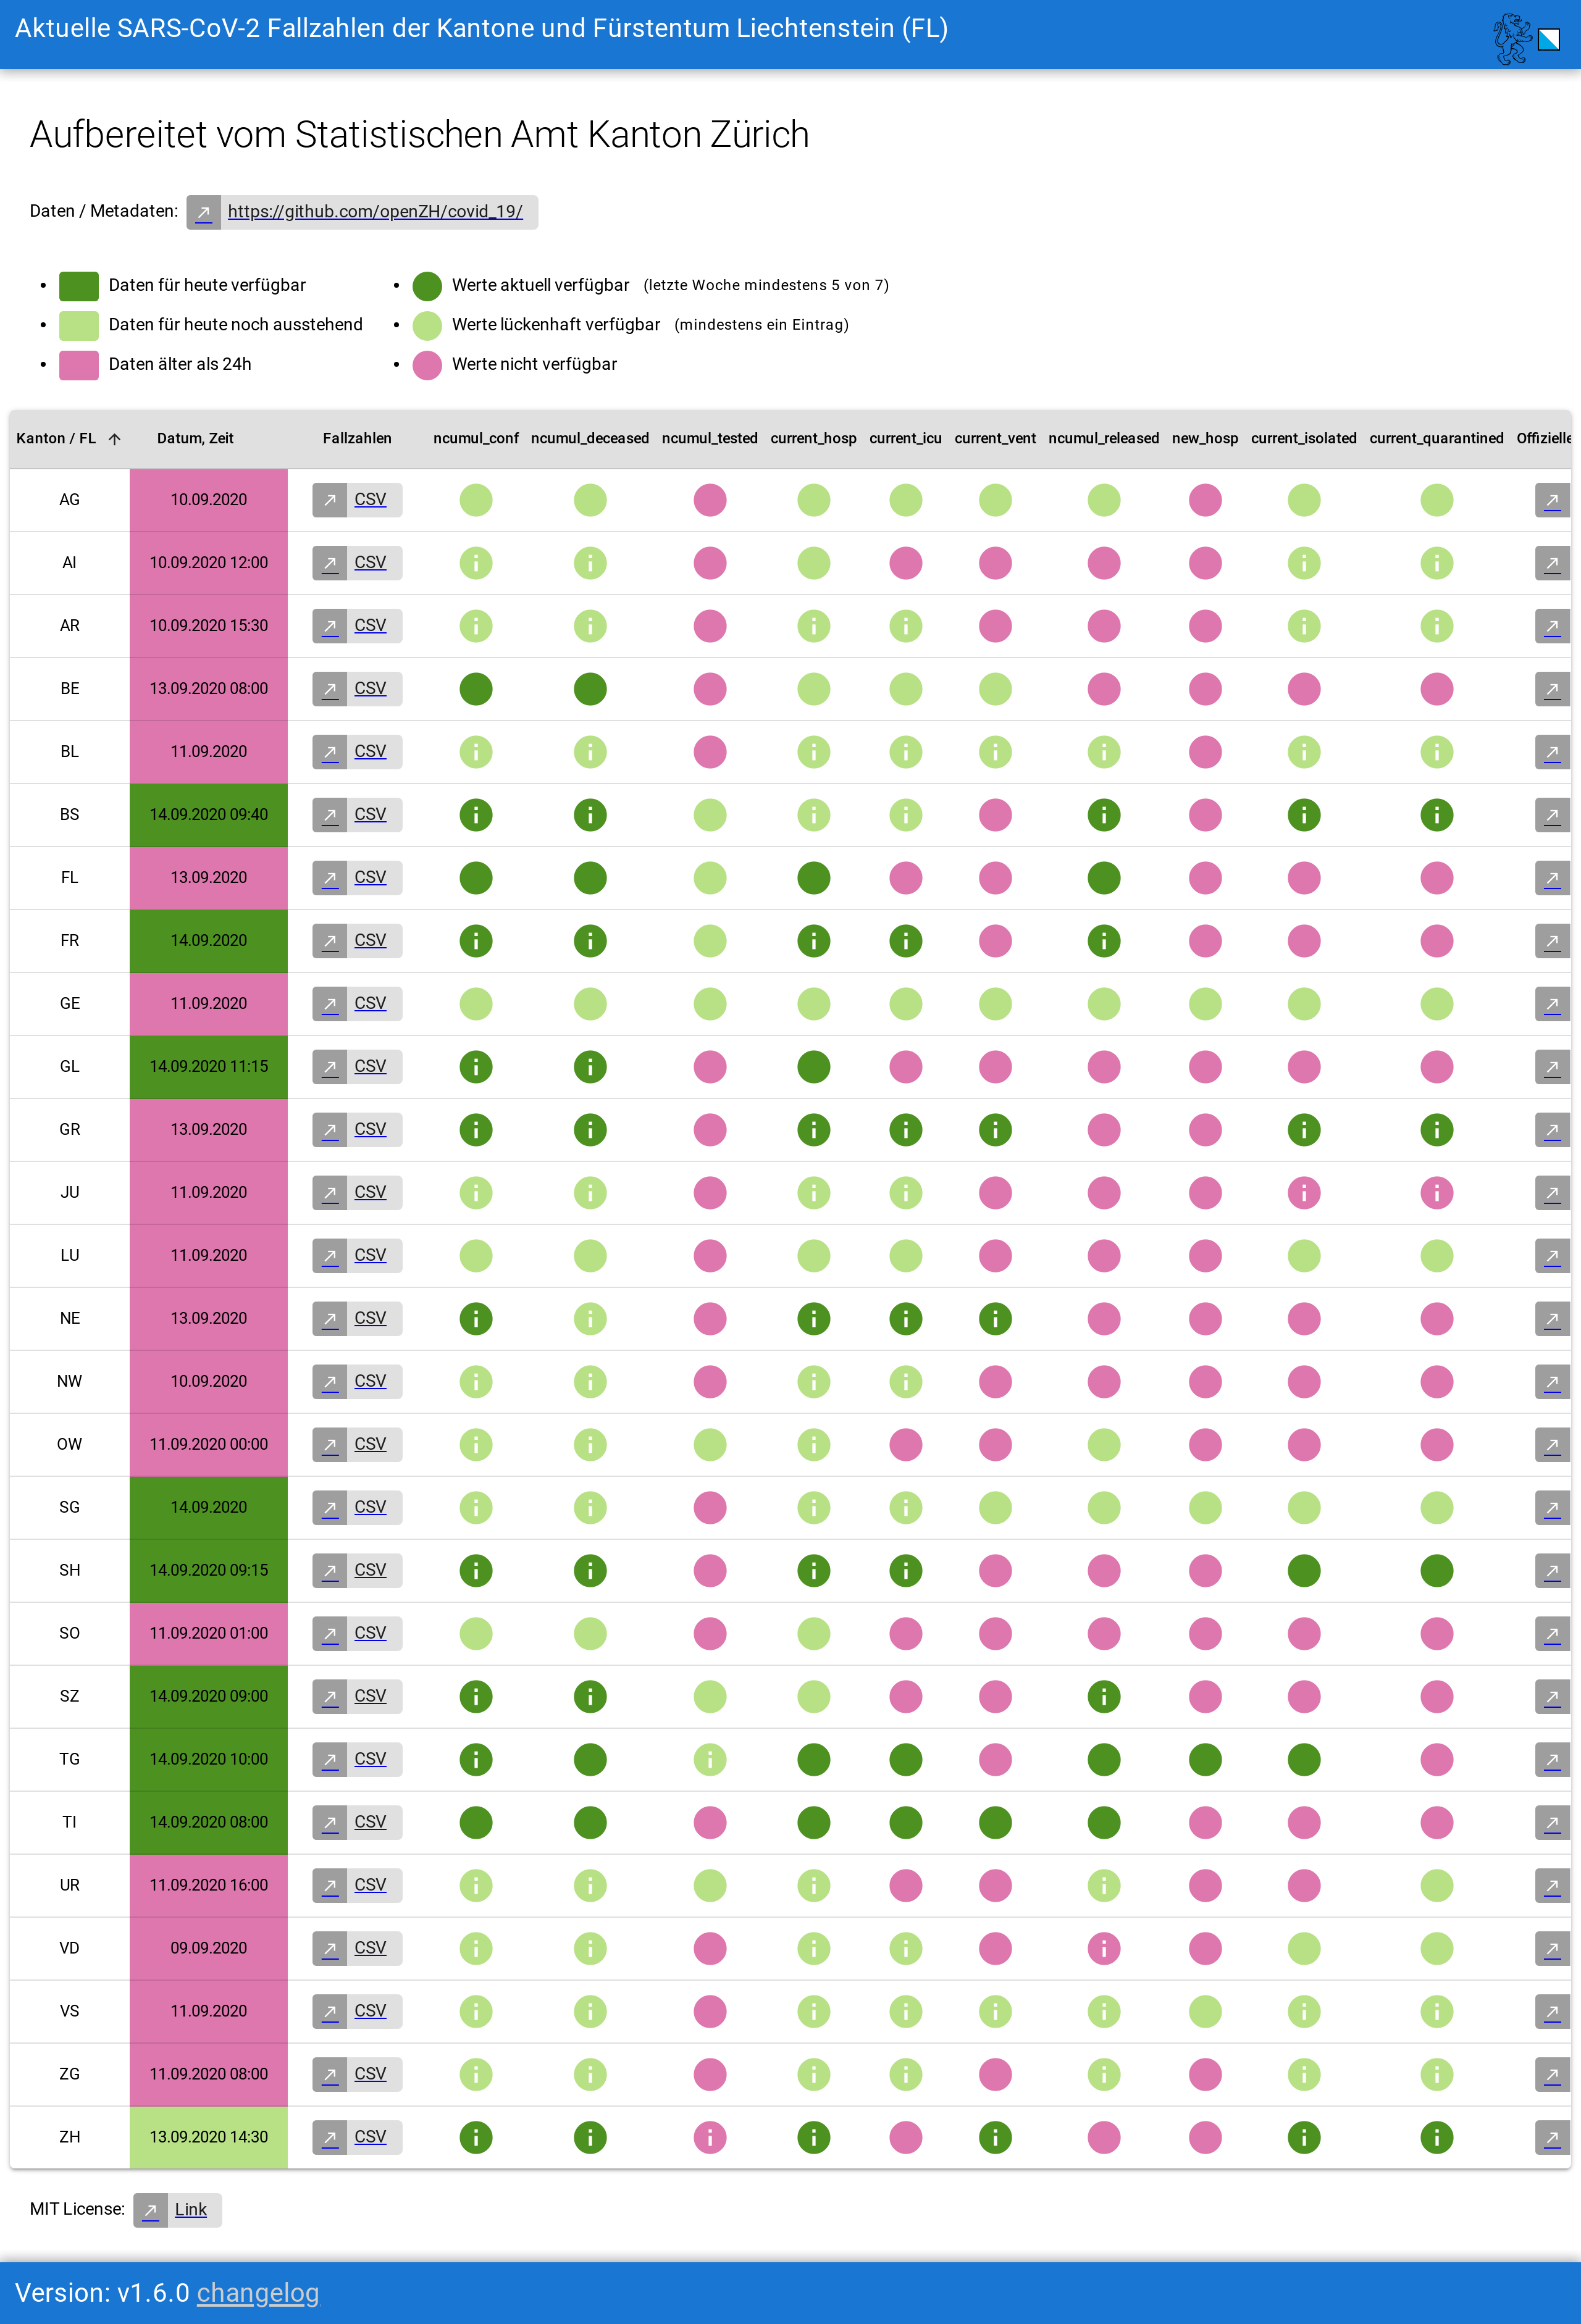 Aktuelle SARS-CoV-2 Fallzahlen der Kantone und Fürstentum Liechtenstein (FL)
Aufbereitet vom Statistischen Amt Kanton Zürich
Daten / Metadaten: https://github.com/openZH/covid_19/
Daten für heute verfügbar
Daten für heute noch ausstehend
Daten älter als 24h
Werte aktuell verfügbar (letzte Woche mindestens 5 von 7)
Werte lückenhaft verfügbar (mindestens ein Eintrag)
Werte nicht verfügbar
Kanton / FL Datum, Zeit Fallzahlen ncumul_conf ncumul_deceased ncumul_tested current_hosp current_icu current_vent ncumul_released new_hosp current_isolated current_quarantined Offizielle
AG 10.09.2020 CSV
AI 10.09.2020 12:00 CSV
AR 10.09.2020 15:30 CSV
BE 13.09.2020 08:00 CSV
BL 11.09.2020 CSV
BS 14.09.2020 09:40 CSV
FL 13.09.2020 CSV
FR 14.09.2020 CSV
GE 11.09.2020 CSV
GL 14.09.2020 11:15 CSV
GR 13.09.2020 CSV
JU 11.09.2020 CSV
LU 11.09.2020 CSV
NE 13.09.2020 CSV
NW 10.09.2020 CSV
OW 11.09.2020 00:00 CSV
SG 14.09.2020 CSV
SH 14.09.2020 09:15 CSV
SO 11.09.2020 01:00 CSV
SZ 14.09.2020 09:00 CSV
TG 14.09.2020 10:00 CSV
TI 14.09.2020 08:00 CSV
UR 11.09.2020 16:00 CSV
VD 09.09.2020 CSV
VS 11.09.2020 CSV
ZG 11.09.2020 08:00 CSV
ZH 13.09.2020 14:30 CSV
MIT License: Link
Version: v1.6.0 changelog